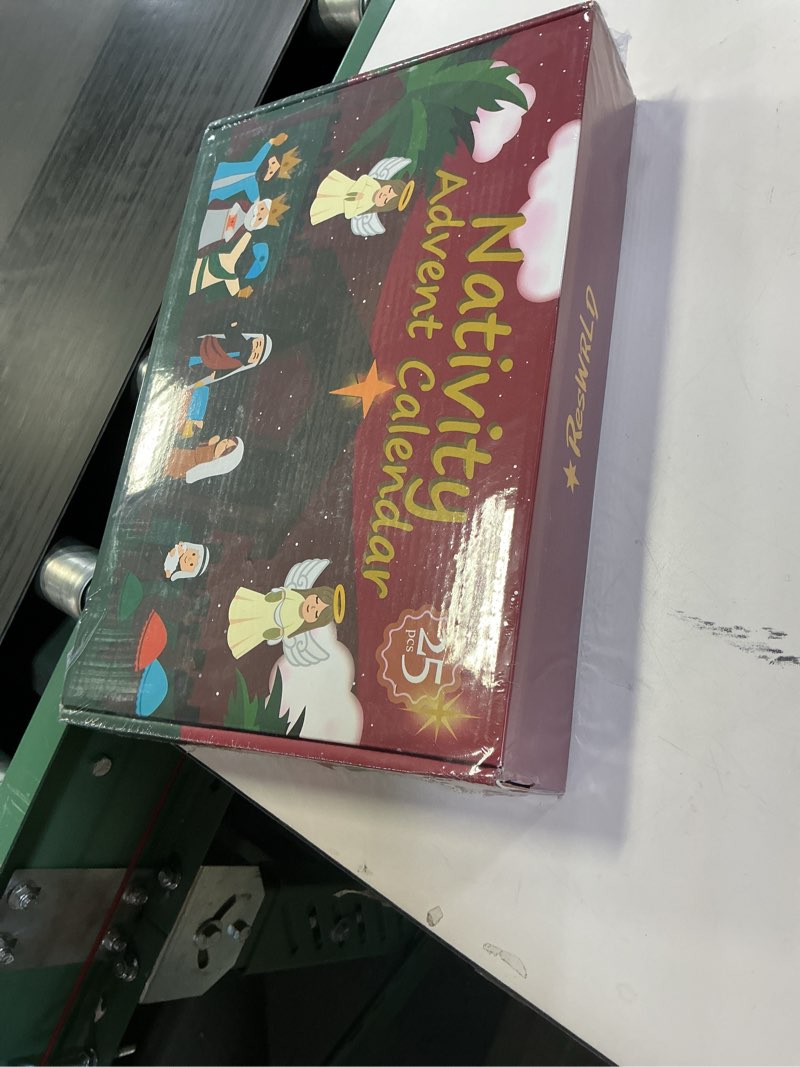 Nativity
Advent Calendar
25
pcs
ResWRLD